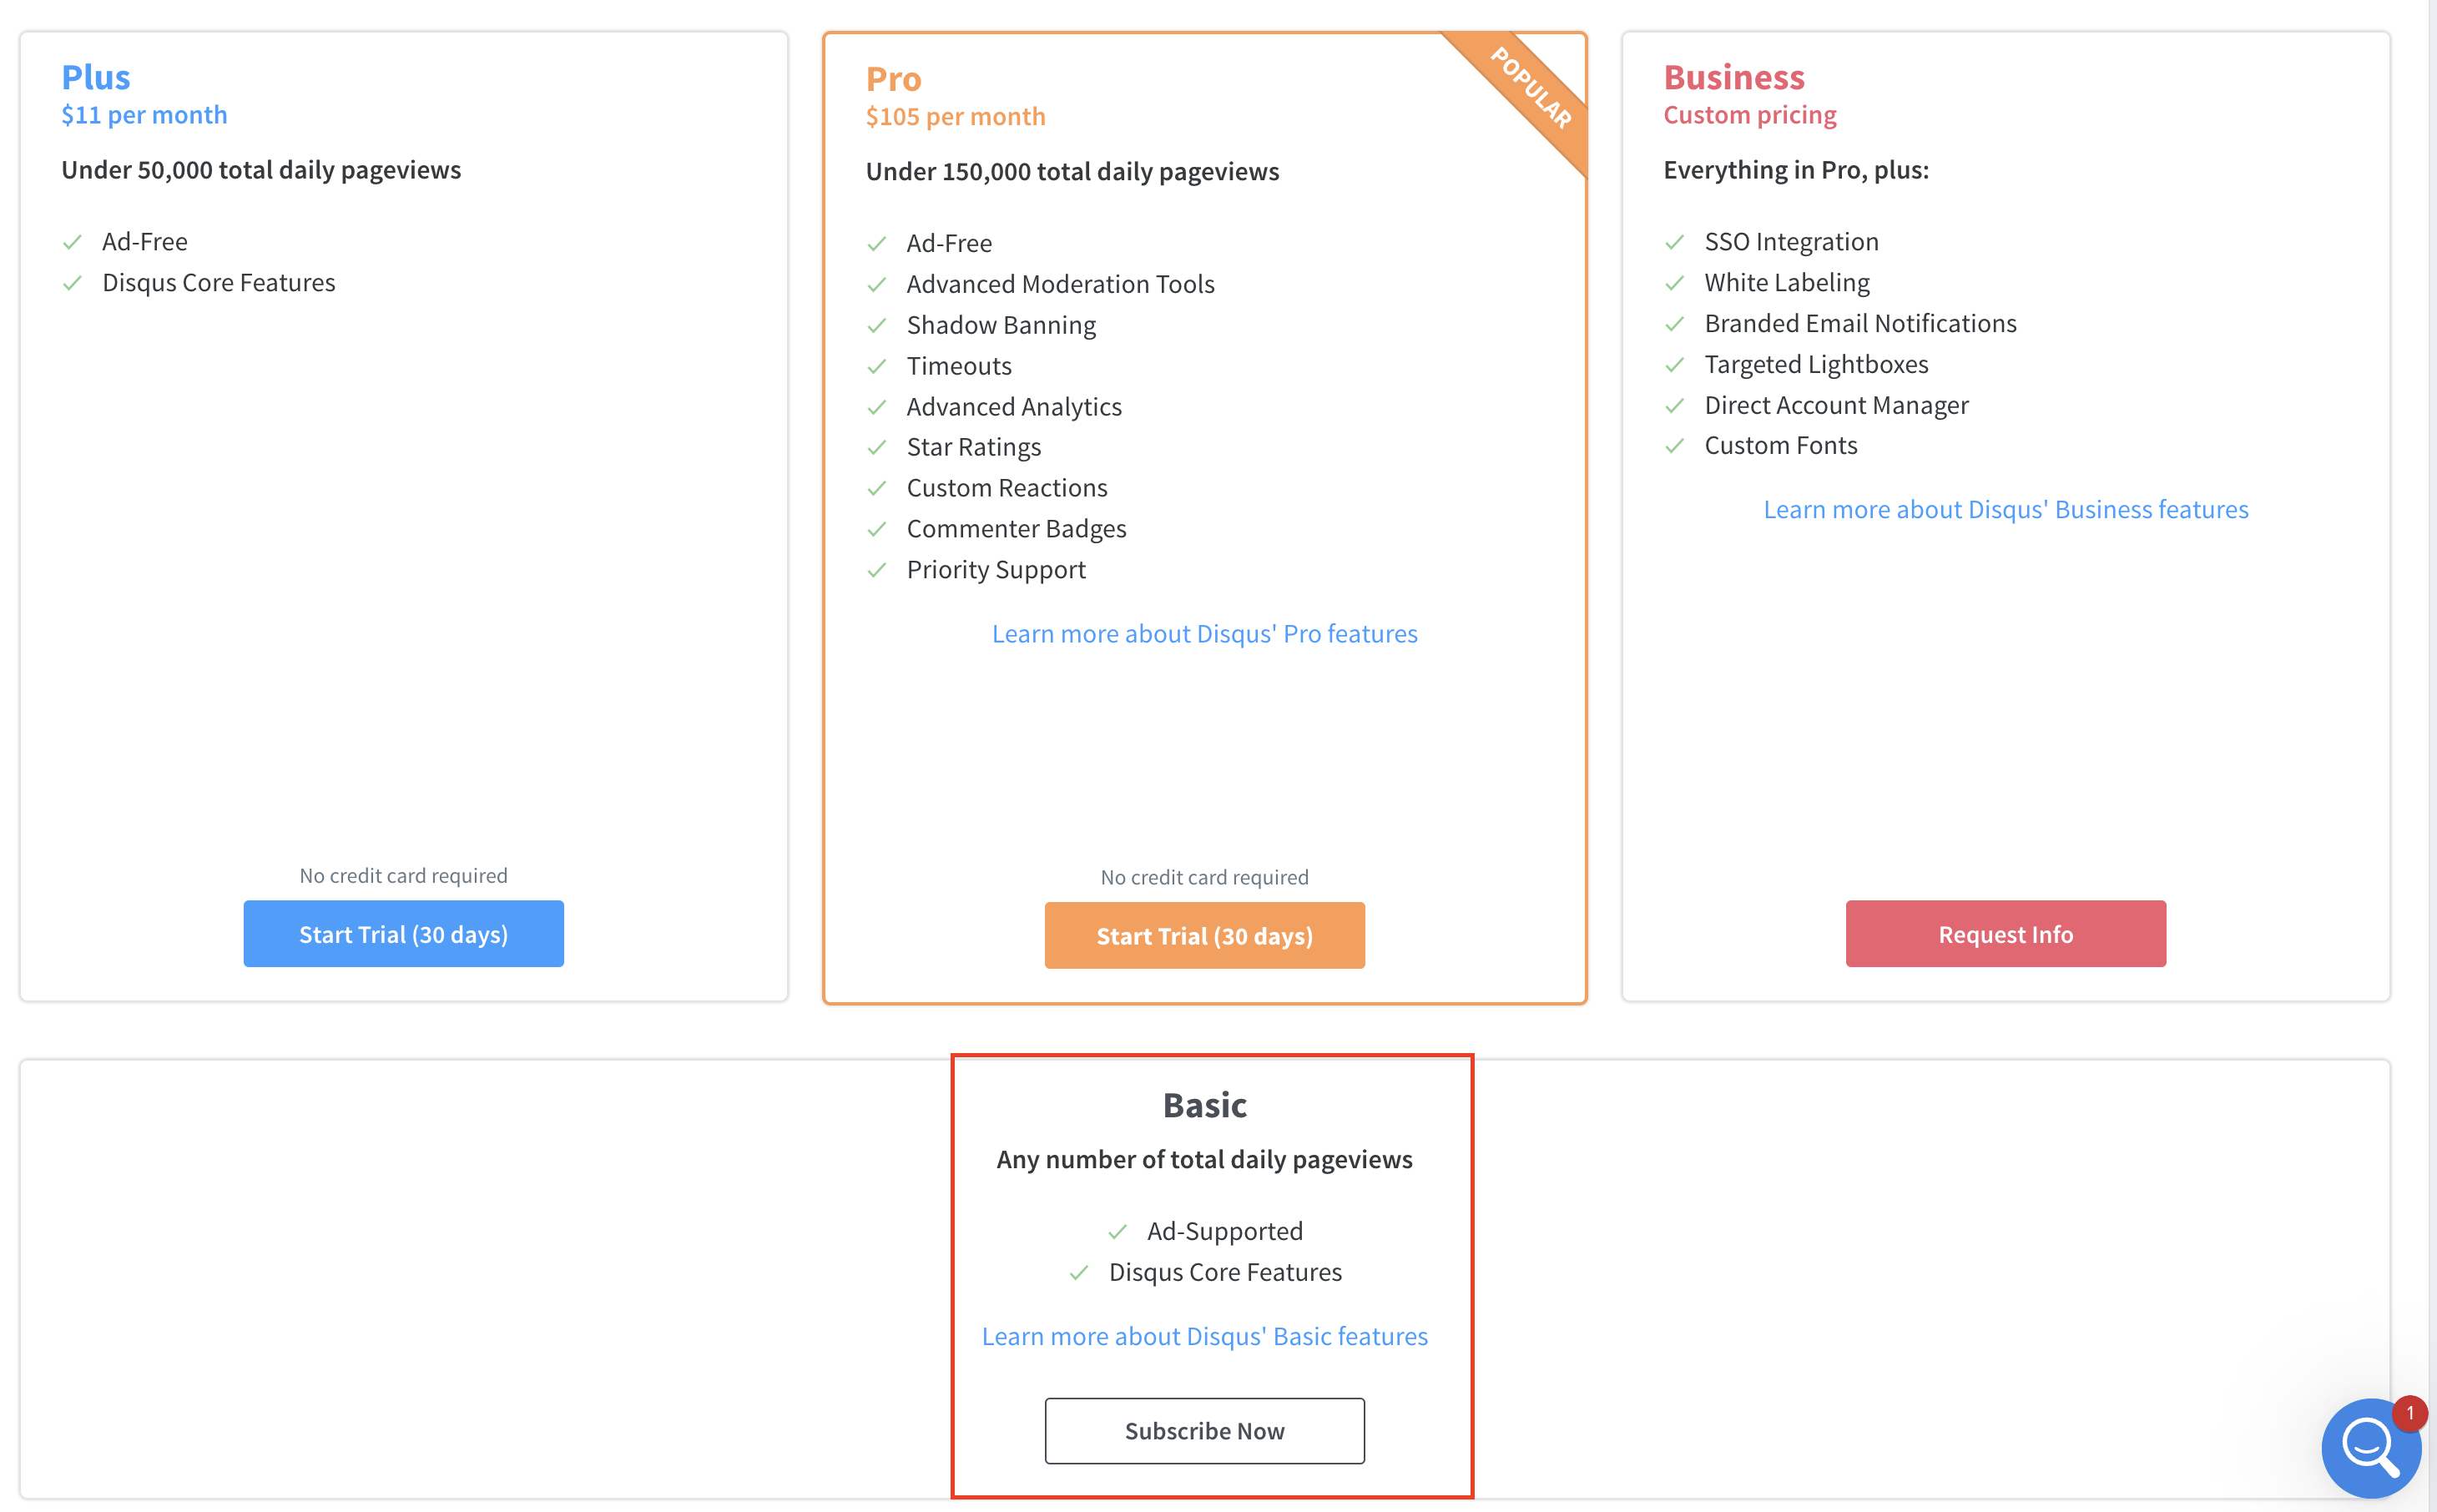 Plus
$11 per month
Under 50,000 total daily pageviews
Ad-Free
Disqus Core Features
No credit card required
Start Trial (30 days)
POPULAR
Pro
$105 per month
Under 150,000 total daily pageviews
Ad-Free
Advanced Moderation Tools
Shadow Banning
Timeouts
Advanced Analytics
Star Ratings
Custom Reactions
Commenter Badges
Priority Support
Learn more about Disqus' Pro features
No credit card required
Start Trial (30 days)
Business
Custom pricing
Everything in Pro, plus:
SSO Integration
White Labeling
Branded Email Notifications
Targeted Lightboxes
Direct Account Manager
Custom Fonts
Learn more about Disqus' Business features
Request Info
Basic
Any number of total daily pageviews
Ad-Supported
Disqus Core Features
Learn more about Disqus' Basic features
Subscribe Now
1